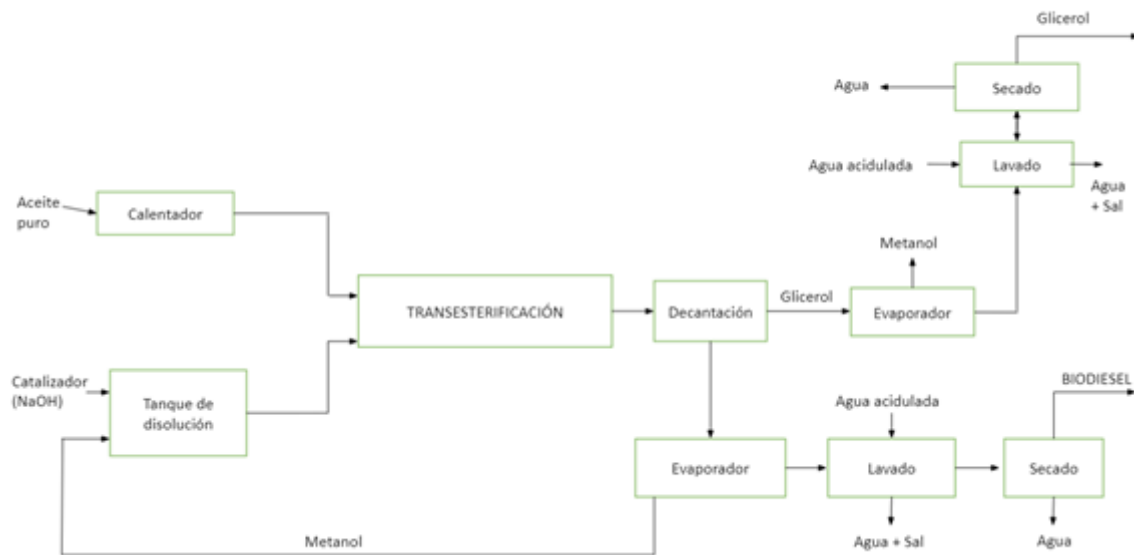 Glicerol
Agua
Secado
Agua acidulada
Lavado
Agua
+ Sal
Aceite
puro
Calentador
Metanol
TRANSESTERIFICACIÓN
Decantación
Glicerol
Evaporador
Catalizador
(NaOH)
Tanque de
disolución
BIODIESEL
Agua acidulada
Evaporador
Lavado
Secado
Metanol
Agua + Sal
Agua